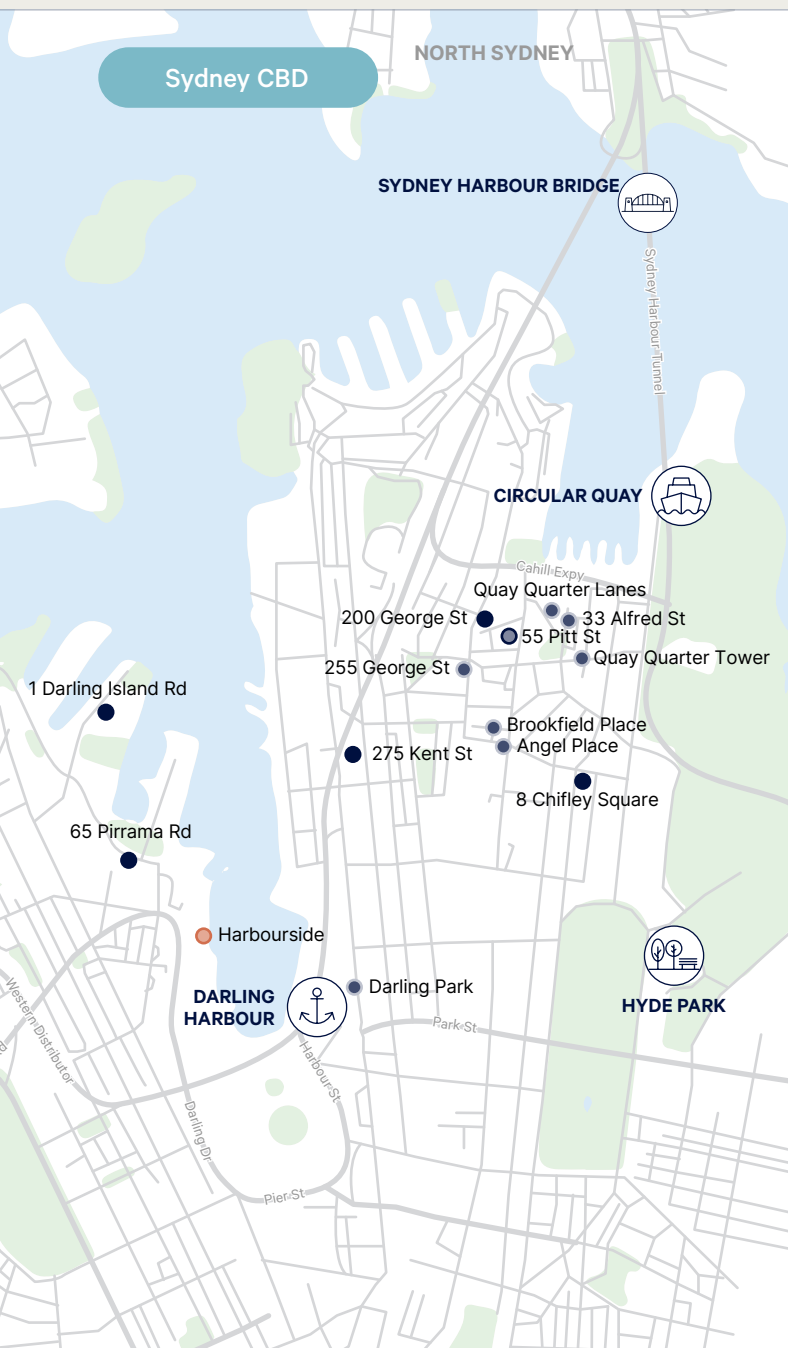 Sydney CBD
NORTH SYDNEY
SYDNEY HARBOUR BRIDGE
Sydney Harbour Tunnel
CIRCULAR QUAY
Cahill Expy
Quay Quarter Lanes
200 George St
33 Alfred St
55 Pitt St
Quay Quarter Tower
255 George St
1 Darling Island Rd
Brookfield Place
Angel Place
275 Kent St
8 Chifley Square
65 Pirrama Rd
Harbourside
Darling Park
DARLING
HARBOUR
HYDE PARK
Western Distributor
Park St
Harbour St
Darling Dr
Pier St